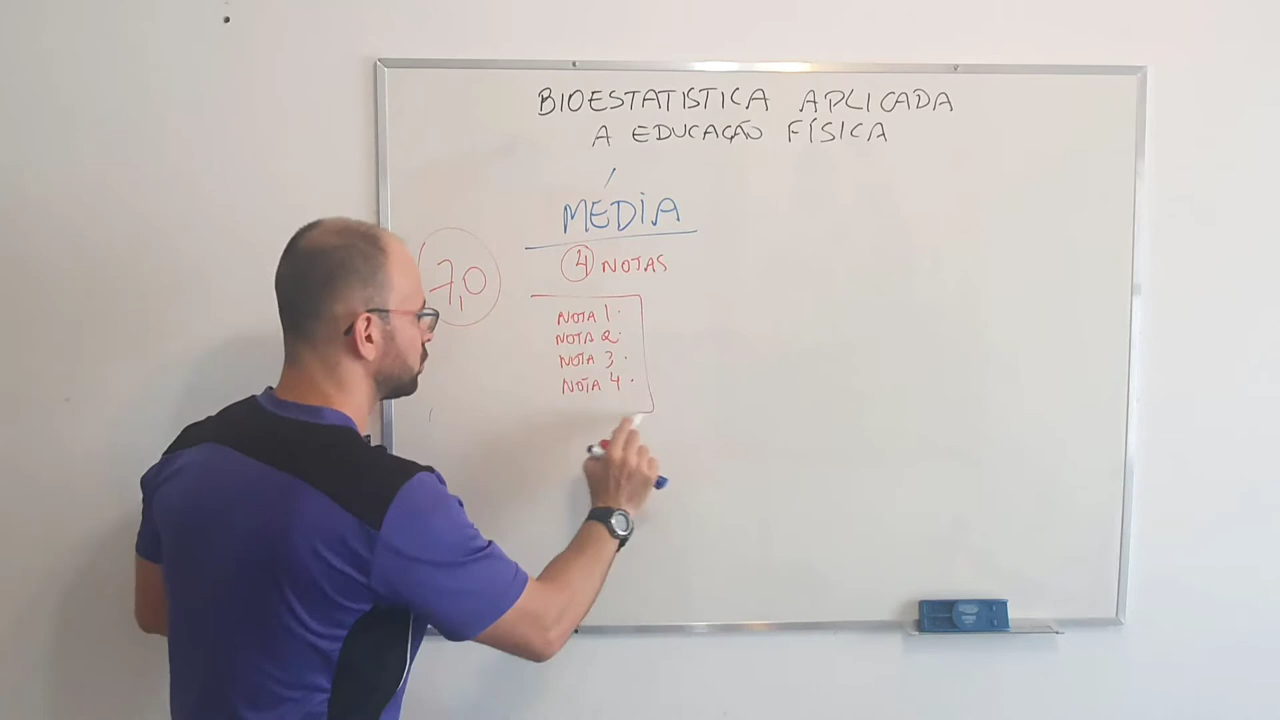 BIOESTATISTICA APLICADA
A EDUCAÇÃO FÍSICA
MÉDIA
4 NOTAS
7,0
NOTA 1
NOTA 2
NOTA 3
NOTA 4